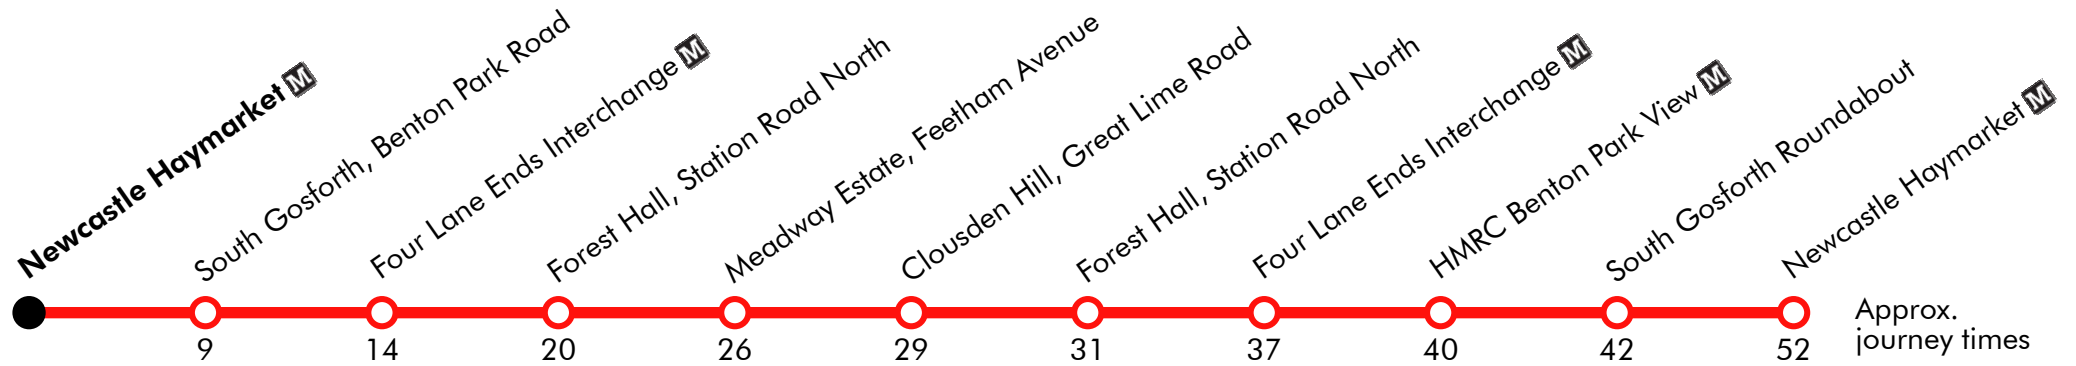 Newcastle Haymarket M
South Gosforth, Benton Park Road
Four Lane Ends Interchange M
Forest Hall, Station Road North
Meadway Estate, Feetham Avenue
Clousden Hill, Great Lime Road
Forest Hall, Station Road North
Four Lane Ends Interchange M
HMRC Benton Park View M
South Gosforth Roundabout
Newcastle Haymarket M
9 14 20 26 29 31 37 40 42 52
Approx.
journey times